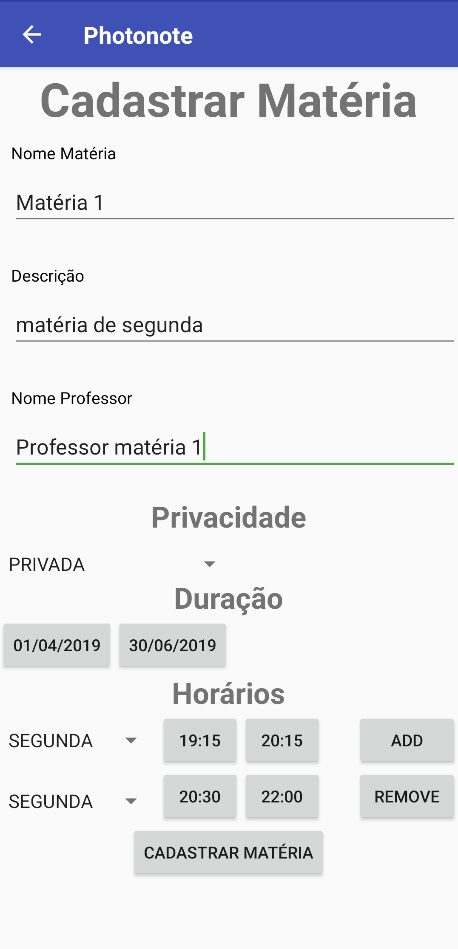 Photonote
Cadastrar Matéria
Nome Matéria
Matéria 1
Descrição
matéria de segunda
Nome Professor
Professor matéria 1
Privacidade
PRIVADA
Duração
01/04/2019 30/06/2019
Horários
SEGUNDA 19:15 20:15 ADD
SEGUNDA 20:30 22:00 REMOVE
CADASTRAR MATÉRIA